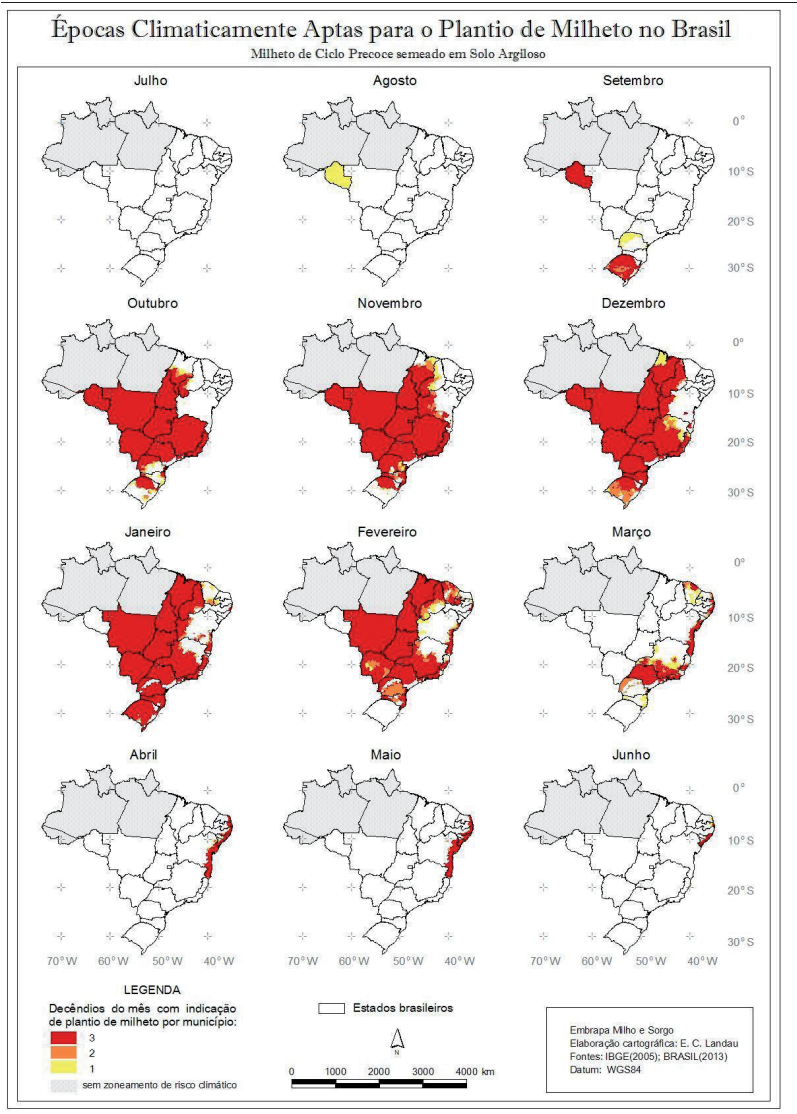 Épocas Climaticamente Aptas para o Plantio de Milheto no Brasil
Milheto de Ciclo Precoce semeado em Solo Argiloso
Julho
Agosto
Setembro
0°
10°S
20°S
30°S
Outubro
Novembro
Dezembro
0°
10°S
20°S
30°S
Janeiro
Fevereiro
Março
0°
10°S
20°S
30°S
Abril
Maio
Junho
0°
10°S
20°S
30°S
70°W 60°W 50°W 40°W 70°W 60°W 50°W 40°W 70°W 60°W 50°W 40°W
LEGENDA
Decêndios do mês com indicação
de plantio de milheto por município:
3
2
1
sem zoneamento de risco climático
Estados brasileiros
N
0 1000 2000 3000 4000 km
Embrapa Milho e Sorgo
Elaboração cartográfica: E. C. Landau
Fontes: IBGE(2005); BRASIL(2013)
Datum: WGS84